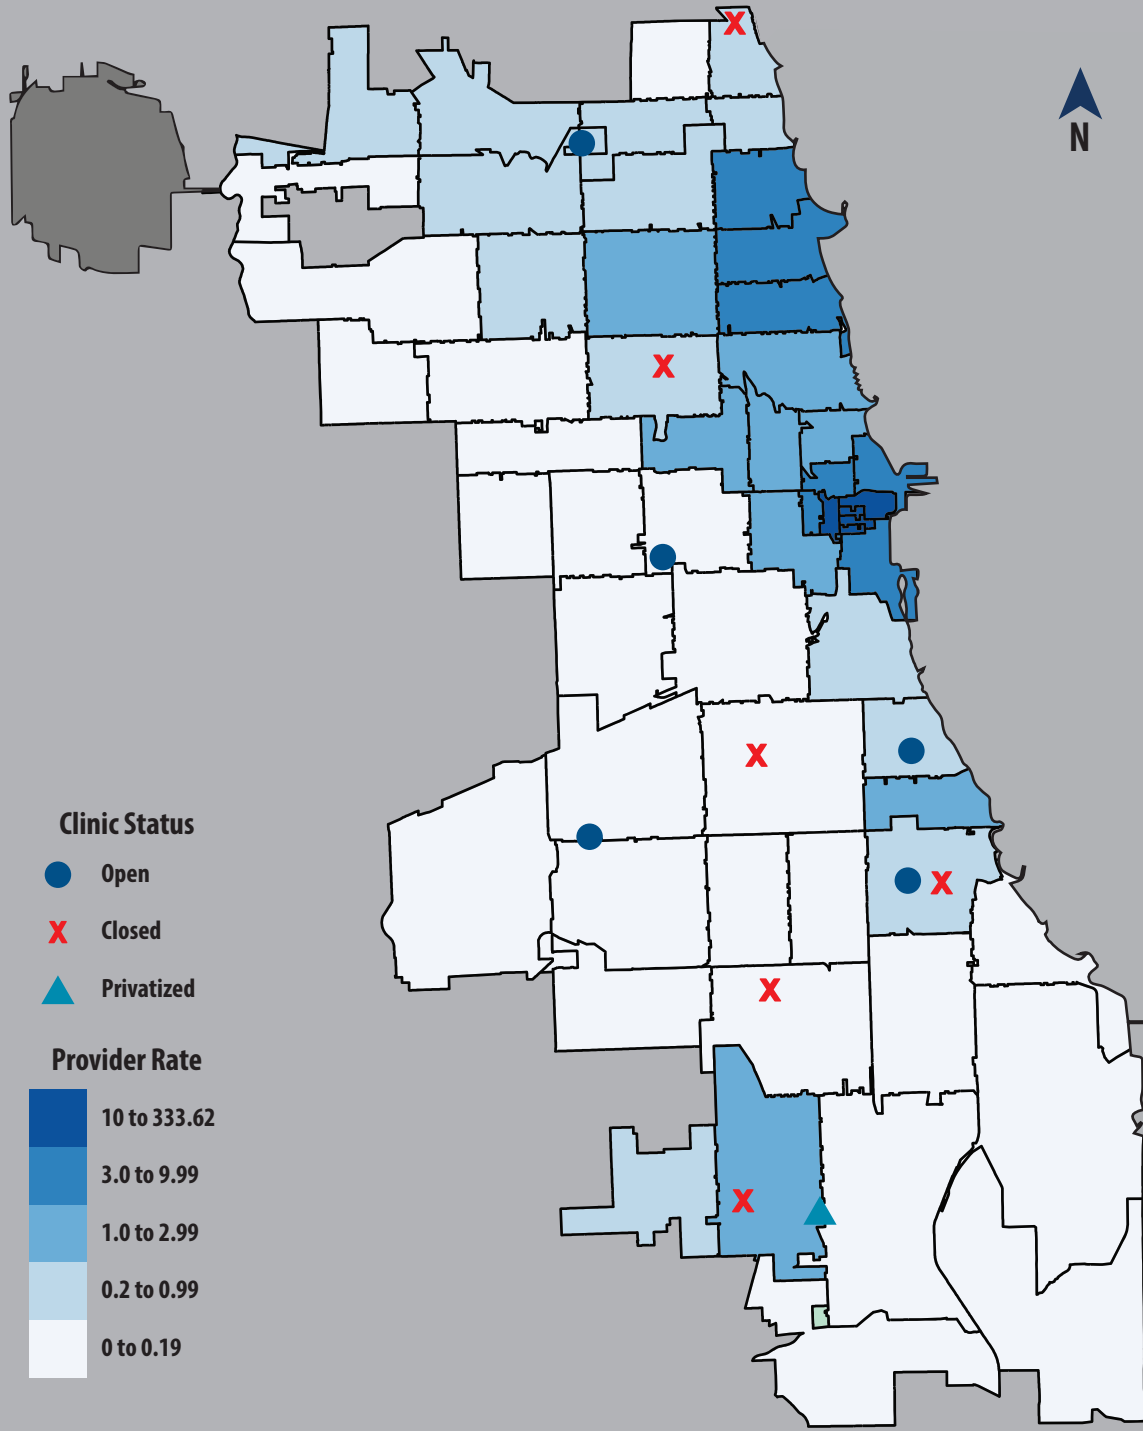 N
Clinic Status
Open
X Closed
Privatized
Provider Rate
10 to 333.62
3.0 to 9.99
1.0 to 2.99
0.2 to 0.99
0 to 0.19